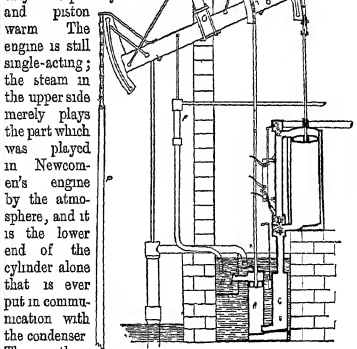 and piston
warm The
engine is still
single-acting;
the steam in
the upper side
merely plays
the part which
was played
in Newcom-
en's engine
by the atmo-
sphere, and it
is the lower
end of the
cylinder alone
that is ever
put in commu-
nication with
the condenser
P
P